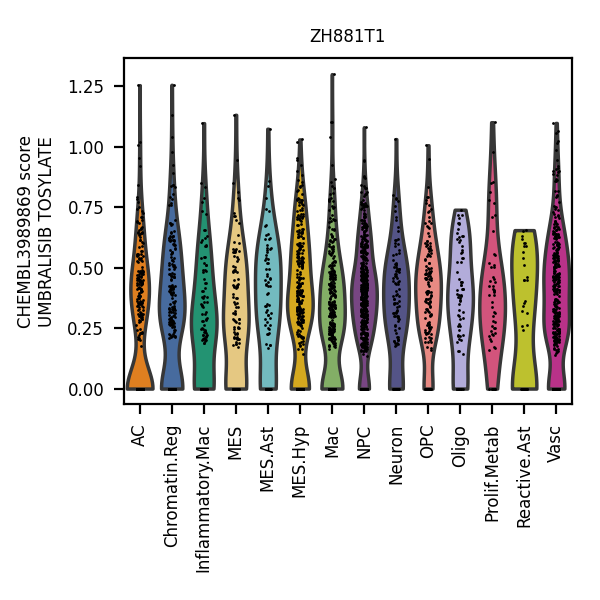 ZH881T1
CHEMBL3989869 score
UMBRALISIB TOSYLATE
1.25
1.00
0.75
0.50
0.25
0.00
AC
Chromatin.Reg
Inflammatory.Mac
MES
MES.Ast
MES.Hyp
Mac
NPC
Neuron
OPC
Oligo
Prolif.Metab
Reactive.Ast
Vasc